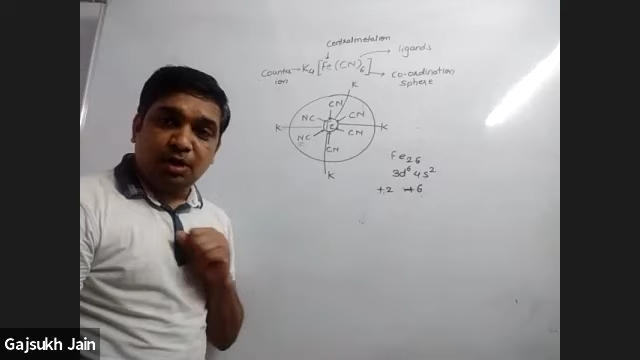 central metal ion
ligands
Counter ion → K4[Fe(CN)6]
Co-ordination sphere
K
CN
NC
CN
K
Fe
K
NC
CN
CN
K
Fe26
3d6 4s2
+2 → 6
Gajsukh Jain